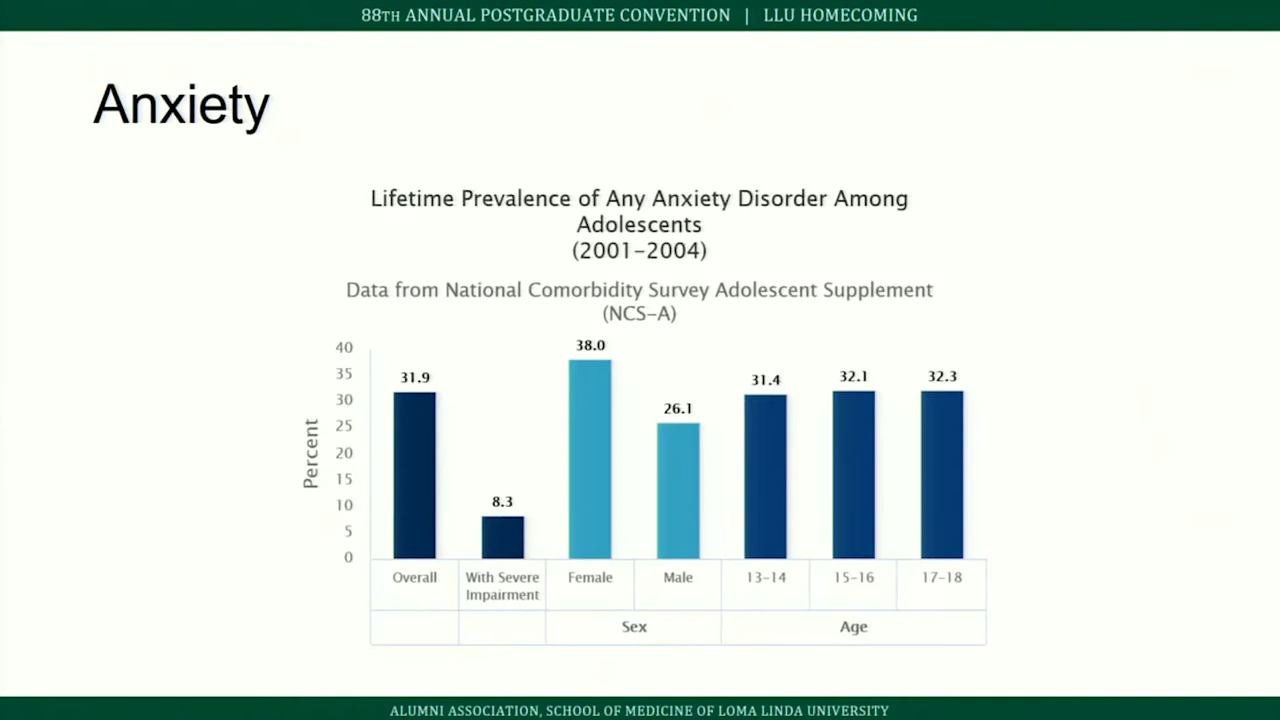 88TH ANNUAL POSTGRADUATE CONVENTION | LLU HOMECOMING
Anxiety
Lifetime Prevalence of Any Anxiety Disorder Among
Adolescents
(2001-2004)
Data from National Comorbidity Survey Adolescent Supplement
(NCS-A)
Percent
40
35
30
25
20
15
10
5
0
31.9
8.3
38.0
26.1
31.4
32.1
32.3
Overall
With Severe
Impairment
Female
Male
13-14
15-16
17-18
Sex
Age
ALUMNI ASSOCIATION, SCHOOL OF MEDICINE OF LOMA LINDA UNIVERSITY